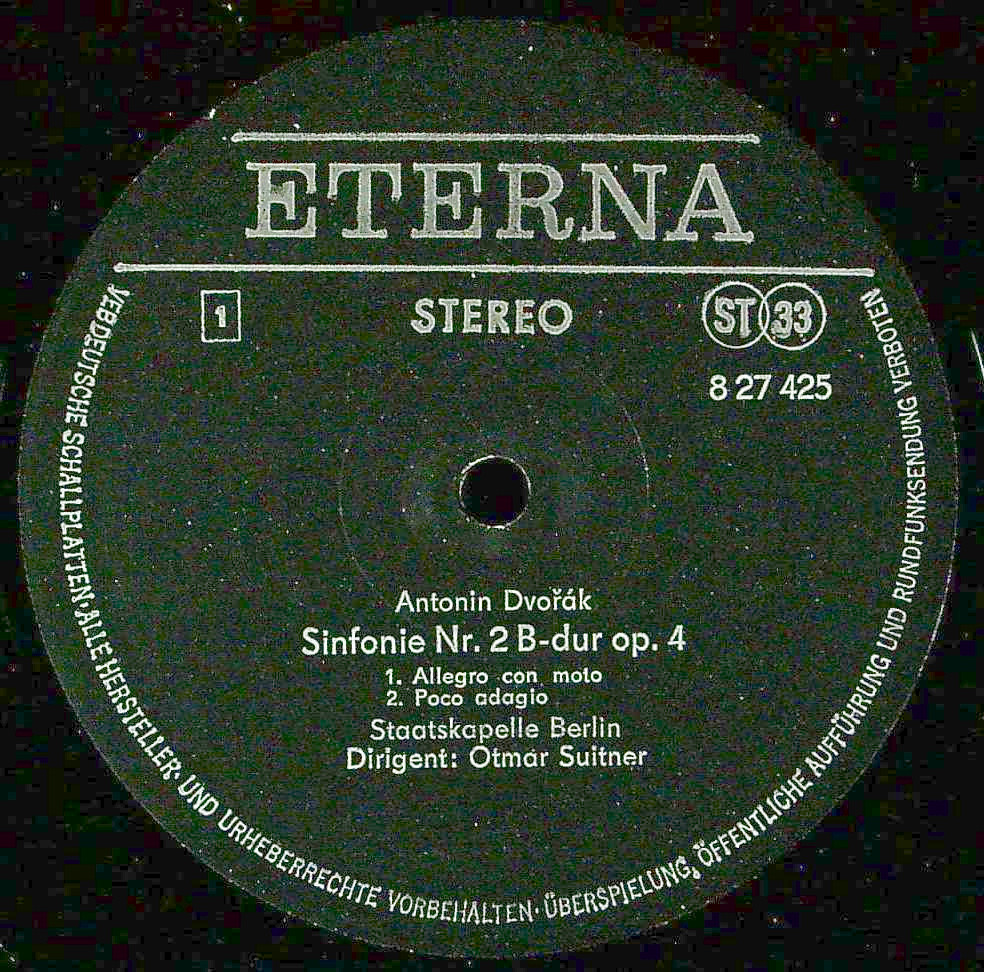 ETERNA
1
STEREO
ST 33
8 27 425
Antonin Dvořák
Sinfonie Nr. 2 B-dur op. 4
1. Allegro con moto
2. Poco adagio
Staatskapelle Berlin
Dirigent: Otmar Suitner
VEB DEUTSCHE SCHALLPLATTEN · ALLE HERSTELLER- UND URHEBERRECHTE VORBEHALTEN · ÜBERSPIELUNG, ÖFFENTLICHE AUFFÜHRUNG UND RUNDFUNKSENDUNG VERBOTEN